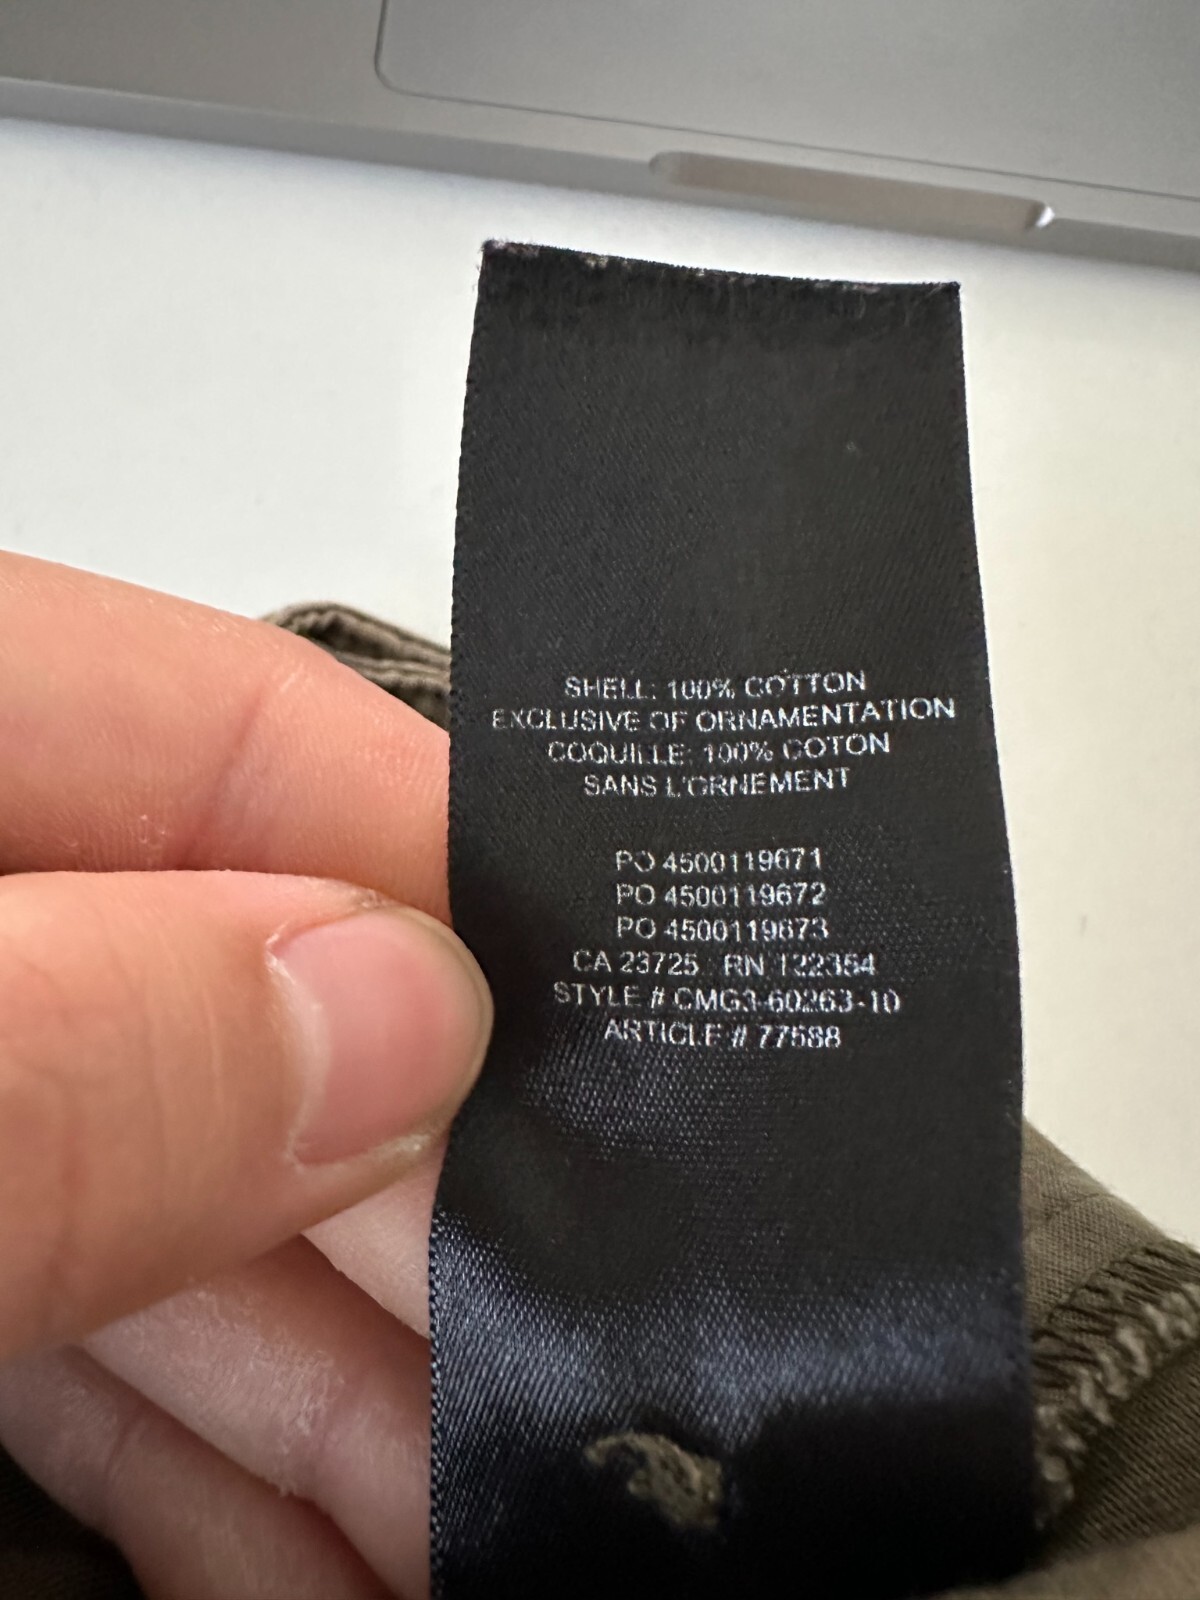 SHELL: 100% COTTON
EXCLUSIVE OF ORNAMENTATION
COQUILLE: 100% COTON
SANS L'ORNEMENT
PO 4500119671
PO 4500119672
PO 4500119673
CA 23725 RN 122354
STYLE # CMG3-60263-10
ARTICLE # 77588